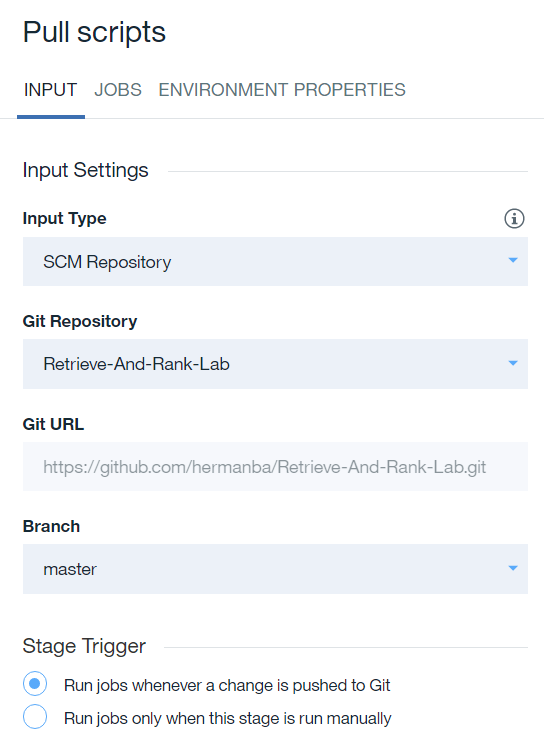 Pull scripts
INPUT JOBS ENVIRONMENT PROPERTIES
Input Settings
Input Type
SCM Repository
Git Repository
Retrieve-And-Rank-Lab
Git URL
https://github.com/hermanba/Retrieve-And-Rank-Lab.git
Branch
master
Stage Trigger
Run jobs whenever a change is pushed to Git
Run jobs only when this stage is run manually